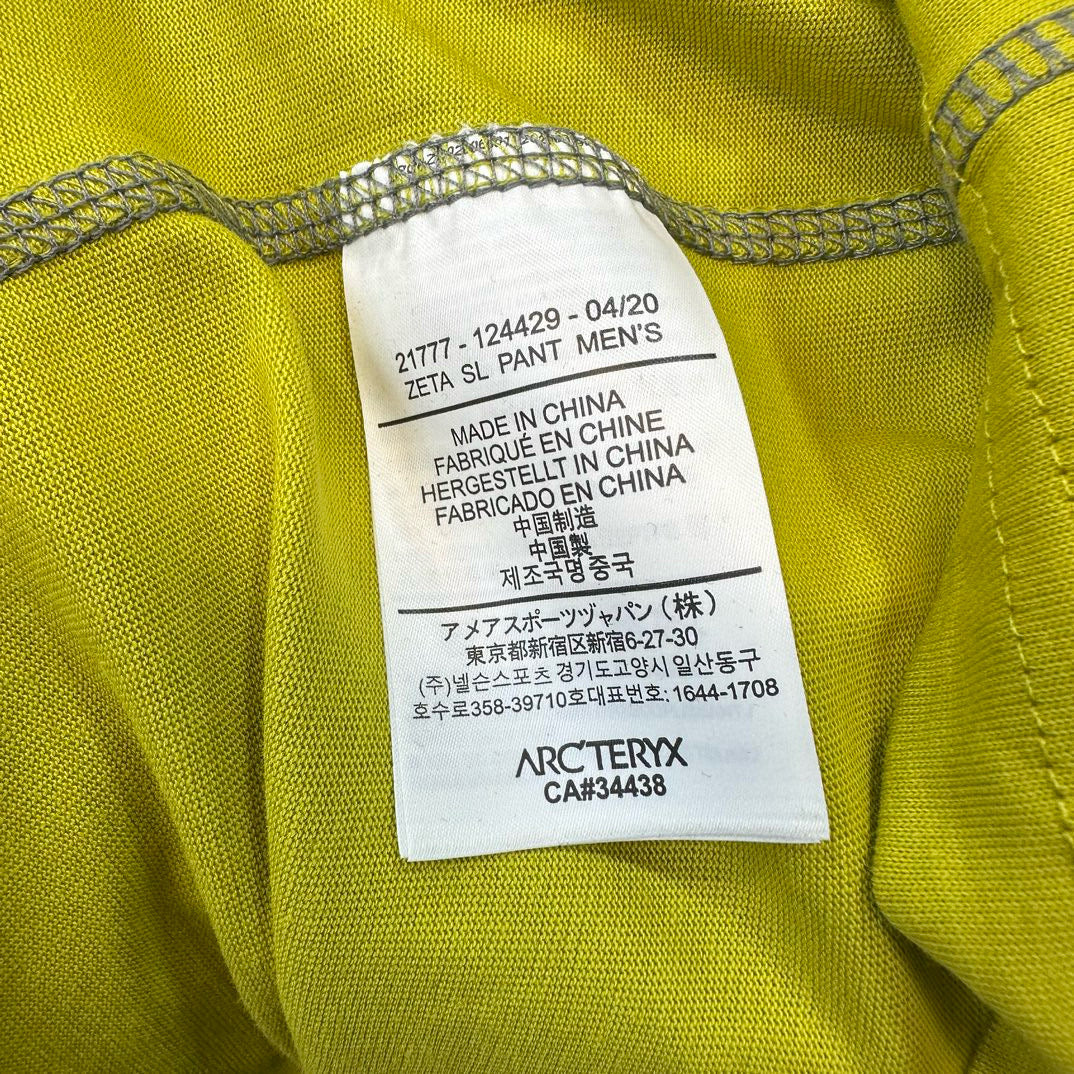 21777 - 124429 - 04/20
ZETA SL PANT MEN'S
MADE IN CHINA
FABRIQUÉ EN CHINE
HERGESTELLT IN CHINA
FABRICADO EN CHINA
中国制造
中国製
제조국명중국
アメアスポーツヅャパン（株）
東京都新宿区新宿6-27-30
(주)넬슨스포츠 경기도고양시 일산동구
호수로358-39710호대표번호: 1644-1708
ARC'TERYX
CA#34438